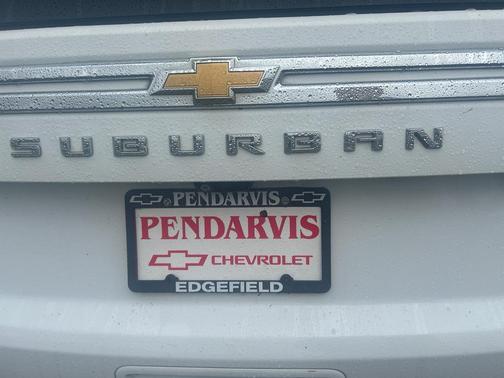 SUBURBAN
PENDARVIS
PENDARVIS
CHEVROLET
EDGEFIELD